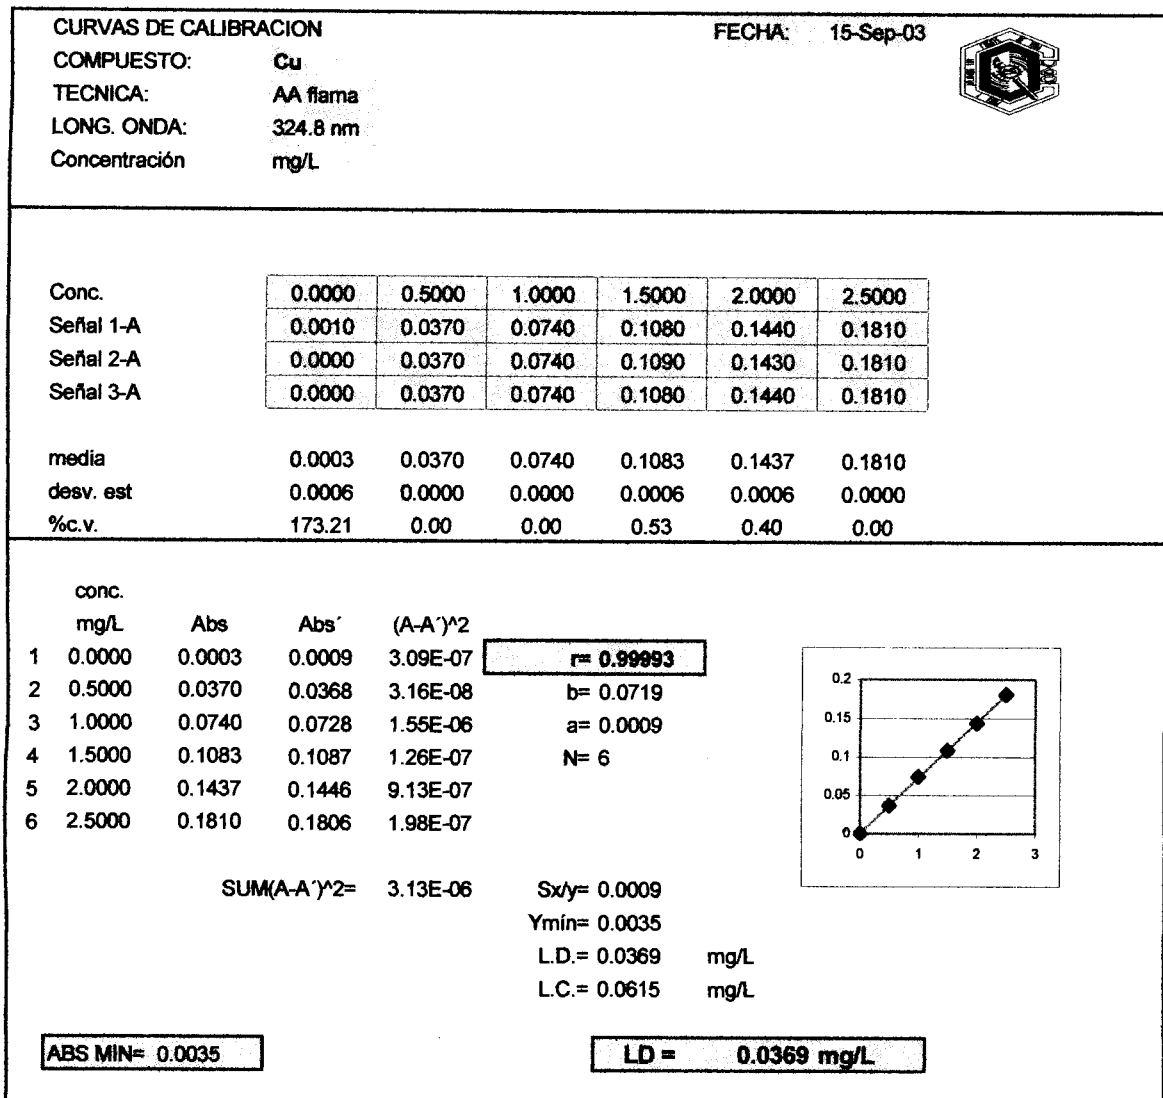 CURVAS DE CALIBRACION FECHA: 15-Sep-03
COMPUESTO: Cu
TECNICA: AA flama
LONG. ONDA: 324.8 nm
Concentración mg/L
Conc. 0.0000 0.5000 1.0000 1.5000 2.0000 2.5000
Señal 1-A 0.0010 0.0370 0.0740 0.1080 0.1440 0.1810
Señal 2-A 0.0000 0.0370 0.0740 0.1090 0.1430 0.1810
Señal 3-A 0.0000 0.0370 0.0740 0.1080 0.1440 0.1810
media 0.0003 0.0370 0.0740 0.1083 0.1437 0.1810
desv. est 0.0006 0.0000 0.0000 0.0006 0.0006 0.0000
%c.v. 173.21 0.00 0.00 0.53 0.40 0.00
conc.
mg/L Abs Abs´ (A-A´)^2
1 0.0000 0.0003 0.0009 3.09E-07 r= 0.99993
2 0.5000 0.0370 0.0368 3.16E-08 b= 0.0719
3 1.0000 0.0740 0.0728 1.55E-06 a= 0.0009
4 1.5000 0.1083 0.1087 1.26E-07 N= 6
5 2.0000 0.1437 0.1446 9.13E-07
6 2.5000 0.1810 0.1806 1.98E-07
0.2
0.15
0.1
0.05
0
0 1 2 3
SUM(A-A´)^2= 3.13E-06 Sx/y= 0.0009
Ymín= 0.0035
L.D.= 0.0369 mg/L
L.C.= 0.0615 mg/L
ABS MIN= 0.0035 LD = 0.0369 mg/L